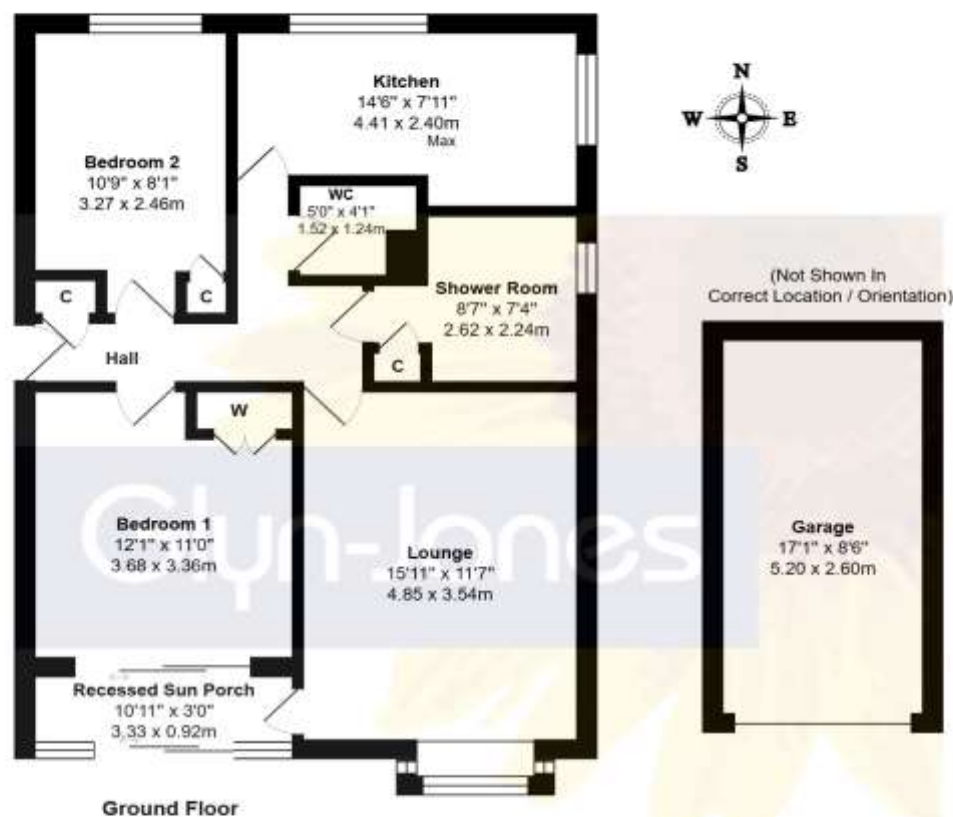 Kitchen
14'6" x 7'11"
4.41 x 2.40m
Max
N
W
E
S
Bedroom 2
10'9" x 8'1"
3.27 x 2.46m
WC
5'0" x 4'1"
1.52 x 1.24m
C
C
Shower Room
8'7" x 7'4"
2.62 x 2.24m
(Not Shown In
Correct Location / Orientation)
Hall
C
W
Bedroom 1
12'1" x 11'0"
3.68 x 3.36m
Glyn-Jones
Lounge
15'11" x 11'7"
4.85 x 3.54m
Garage
17'1" x 8'6"
5.20 x 2.60m
Recessed Sun Porch
10'11" x 3'0"
3.33 x 0.92m
Ground Floor